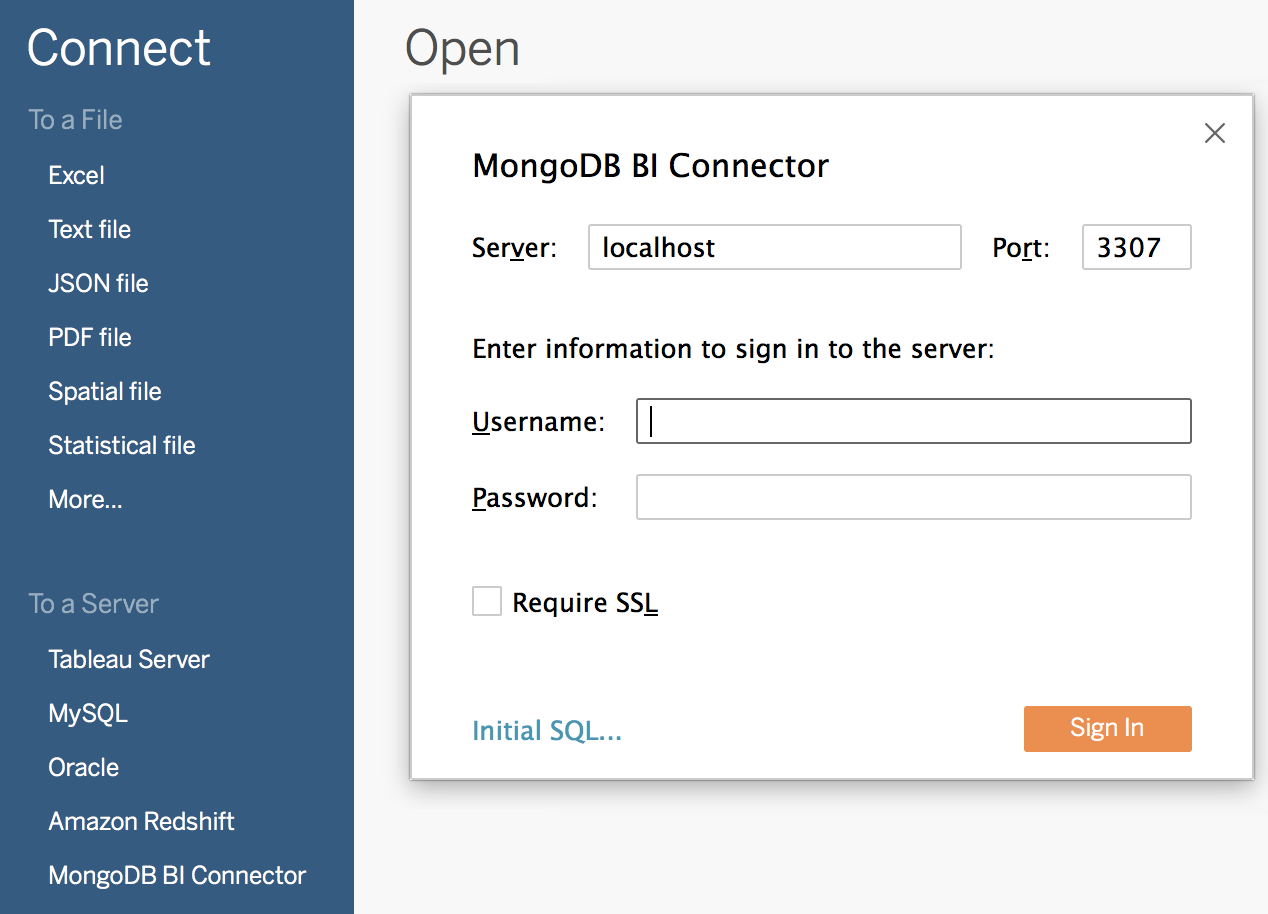 Connect
To a File
Excel
Text file
JSON file
PDF file
Spatial file
Statistical file
More...
To a Server
Tableau Server
MySQL
Oracle
Amazon Redshift
MongoDB BI Connector
Open
MongoDB BI Connector
Server: localhost Port: 3307
Enter information to sign in to the server:
Username:
Password:
Require SSL
Initial SQL... Sign In